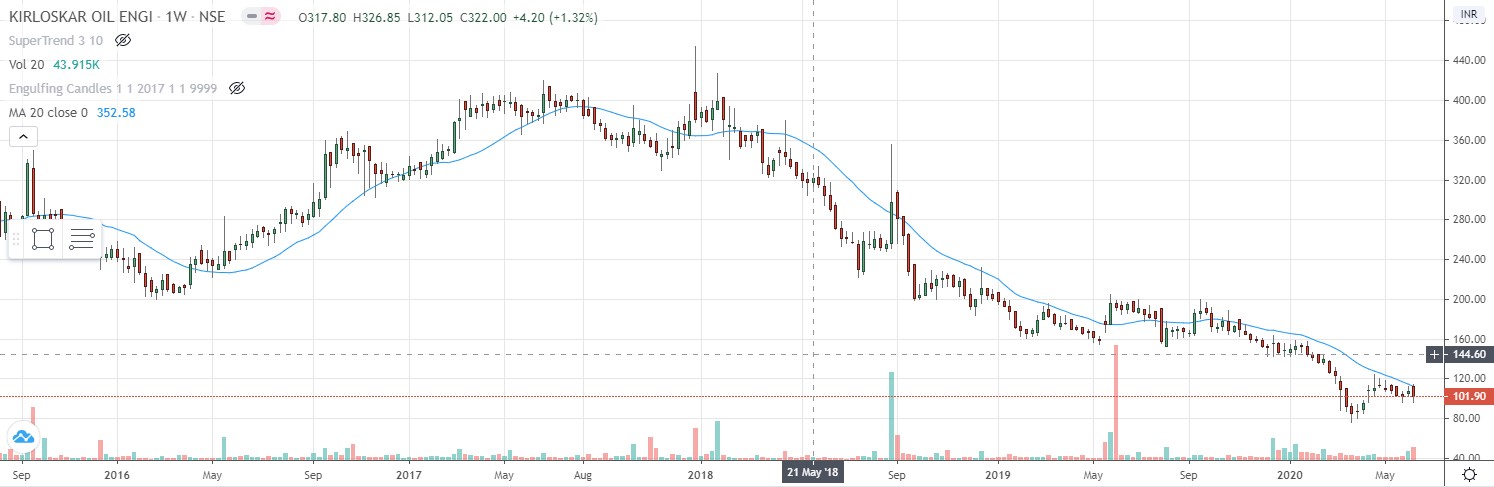 KIRLOSKAR OIL ENGI · 1W · NSE O317.80 H326.85 L312.05 C322.00 +4.20 (+1.32%)
INR
SuperTrend 3 10
Vol 20 43.915K
Engulfing Candles 1 1 2017 1 1 9999
MA 20 close 0 352.58
440.00
400.00
360.00
320.00
280.00
240.00
200.00
160.00
144.60
120.00
101.90
80.00
40.00
Sep 2016 May Sep 2017 May Aug 2018 21 May '18 Sep 2019 May Sep 2020 May